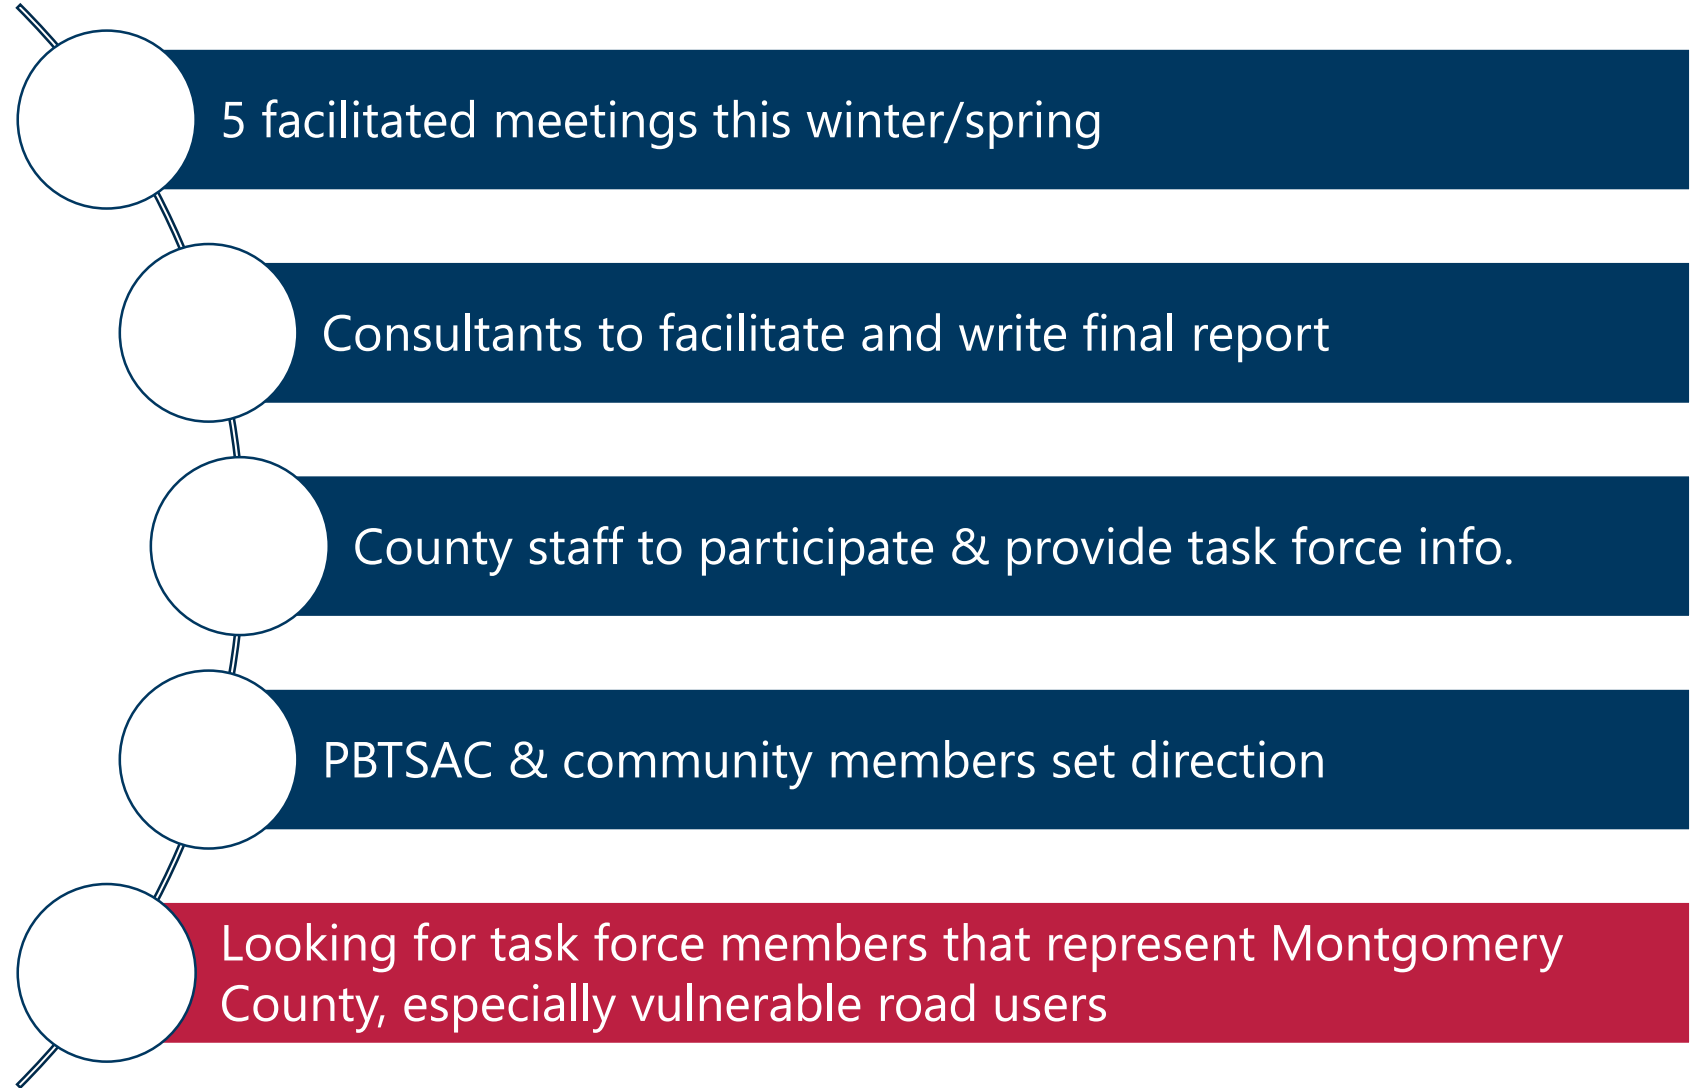 5 facilitated meetings this winter/spring
Consultants to facilitate and write final report
County staff to participate & provide task force info.
PBTSAC & community members set direction
Looking for task force members that represent Montgomery
County, especially vulnerable road users